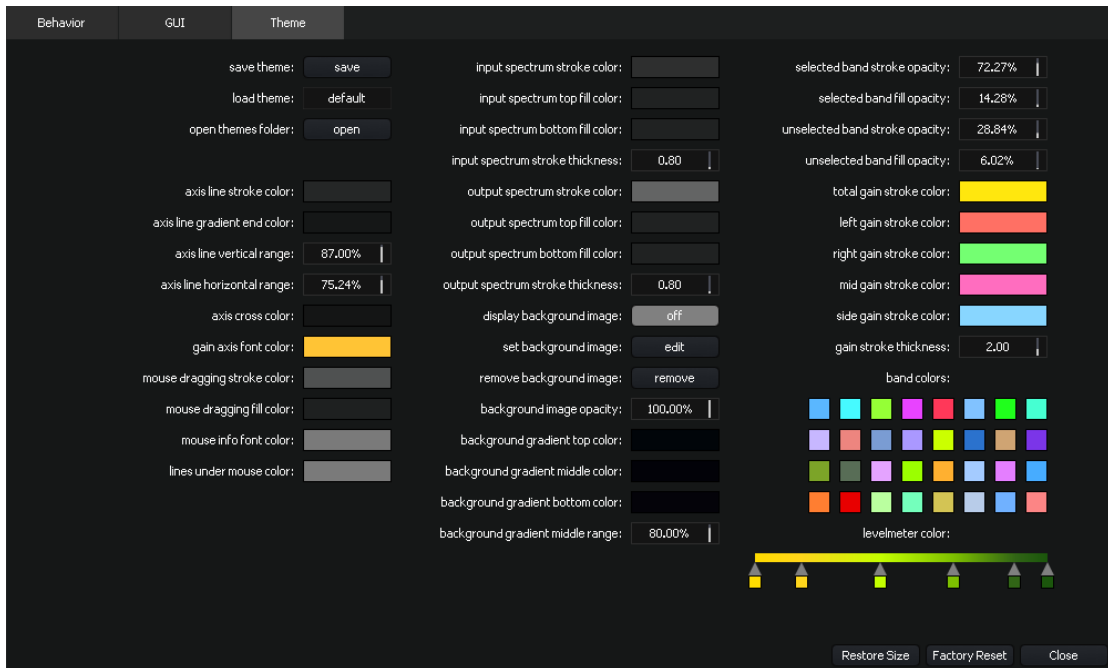 Behavior GUI Theme
save theme: save
load theme: default
open themes folder: open
axis line stroke color:
axis line gradient end color:
axis line vertical range: 87.00%
axis line horizontal range: 75.24%
axis cross color:
gain axis font color:
mouse dragging stroke color:
mouse dragging fill color:
mouse info font color:
lines under mouse color:
input spectrum stroke color:
input spectrum top fill color:
input spectrum bottom fill color:
input spectrum stroke thickness: 0.80
output spectrum stroke color:
output spectrum top fill color:
output spectrum bottom fill color:
output spectrum stroke thickness: 0.80
display background image: off
set background image: edit
remove background image: remove
background image opacity: 100.00%
background gradient top color:
background gradient middle color:
background gradient bottom color:
background gradient middle range: 80.00%
selected band stroke opacity: 72.27%
selected band fill opacity: 14.28%
unselected band stroke opacity: 28.84%
unselected band fill opacity: 6.02%
total gain stroke color:
left gain stroke color:
right gain stroke color:
mid gain stroke color:
side gain stroke color:
gain stroke thickness: 2.00
band colors:
levelmeter color:
Restore Size Factory Reset Close